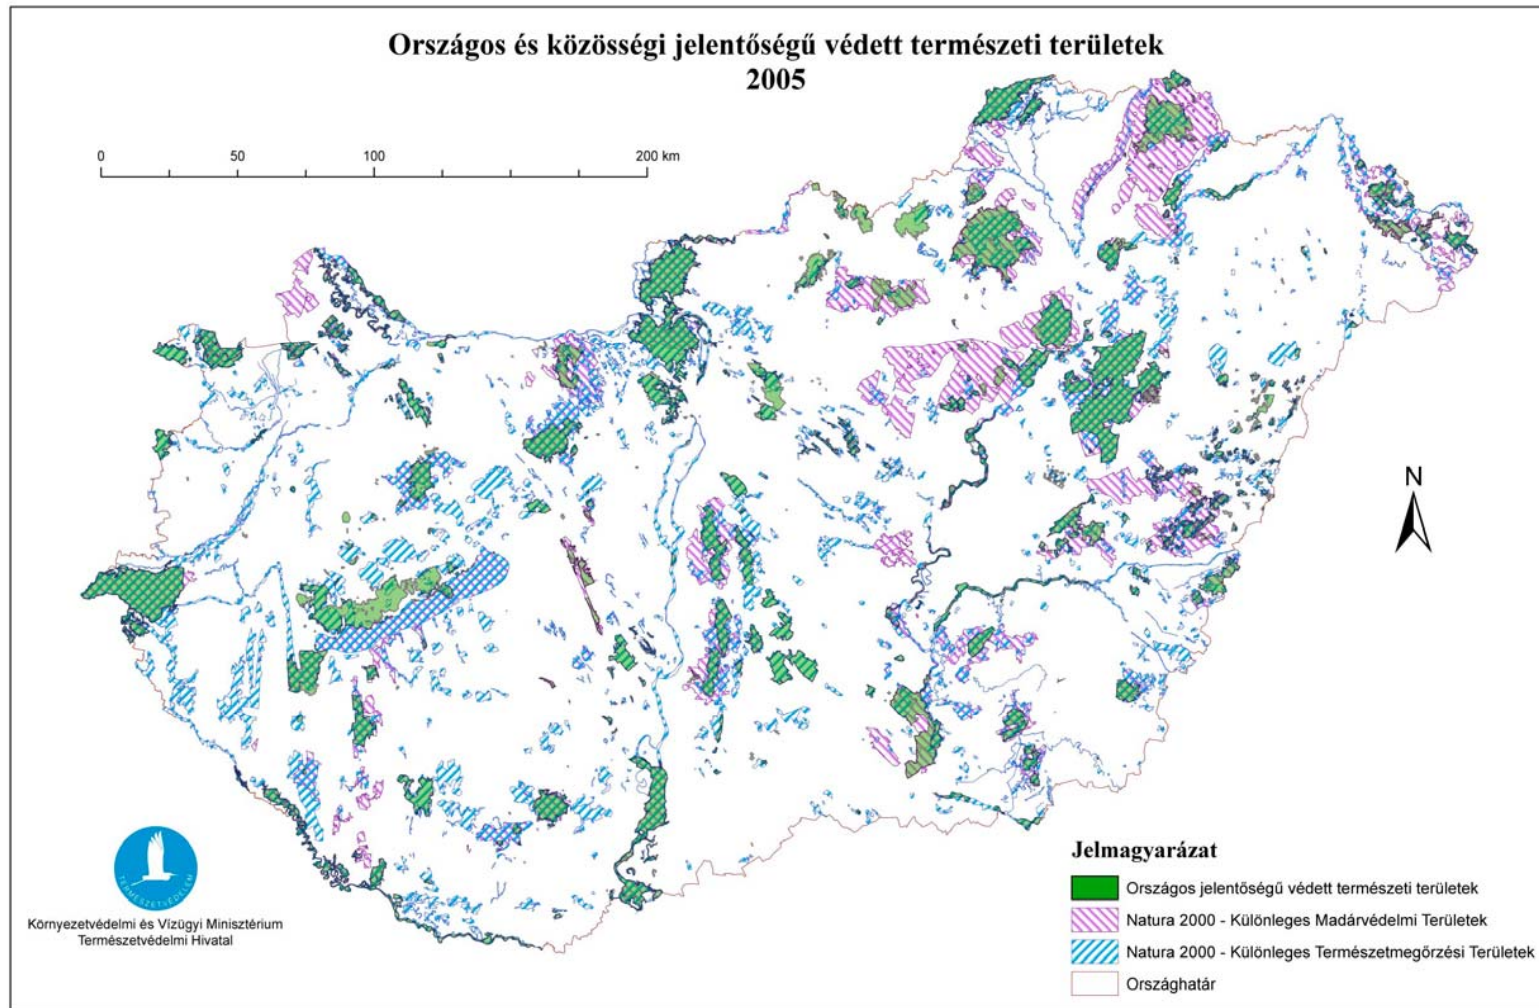 Országos és közösségi jelentőségű védett természeti területek
2005
0 50 100 200 km
N
TERMÉSZETVÉDELEM
Környezetvédelmi és Vízügyi Minisztérium
Természetvédelmi Hivatal
Jelmagyarázat
Országos jelentőségű védett természeti területek
Natura 2000 - Különleges Madárvédelmi Területek
Natura 2000 - Különleges Természetmegőrzési Területek
Országhatár